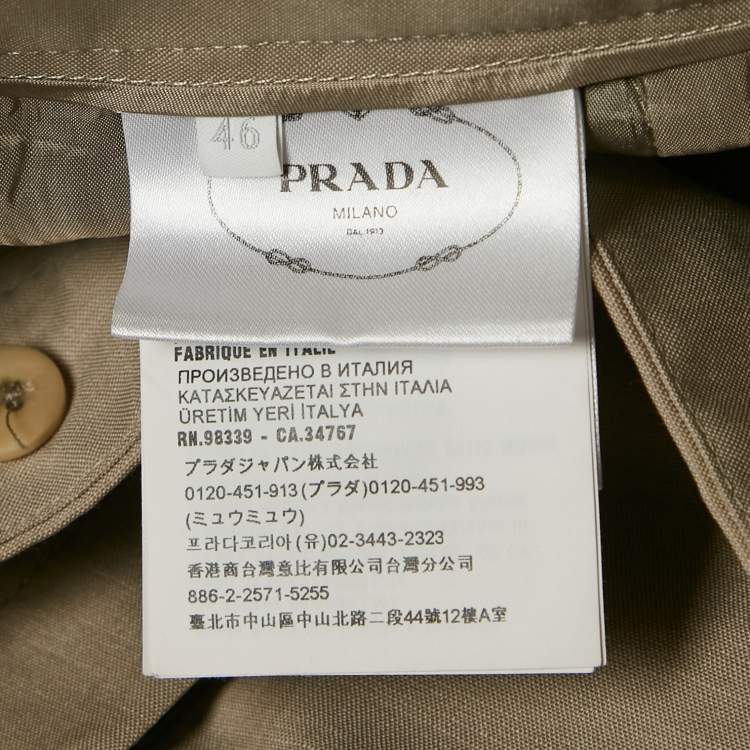 46
PRADA
MILANO
DAL 1913
FABRIQUE EN ITALIE
ПРОИЗВЕДЕНО В ИТАЛИЯ
ΚΑΤΑΣΚΕΥΑΖΕΤΑΙ ΣΤΗΝ ΙΤΑΛΙΑ
ÜRETİM YERİ İTALYA
RN.98339 - CA.34767
プラダジャパン株式会社
0120-451-913(プラダ)0120-451-993
(ミュウミュウ)
프라다코리아(유)02-3443-2323
香港商台灣意比有限公司台灣分公司
886-2-2571-5255
臺北市中山區中山北路二段44號12樓A室